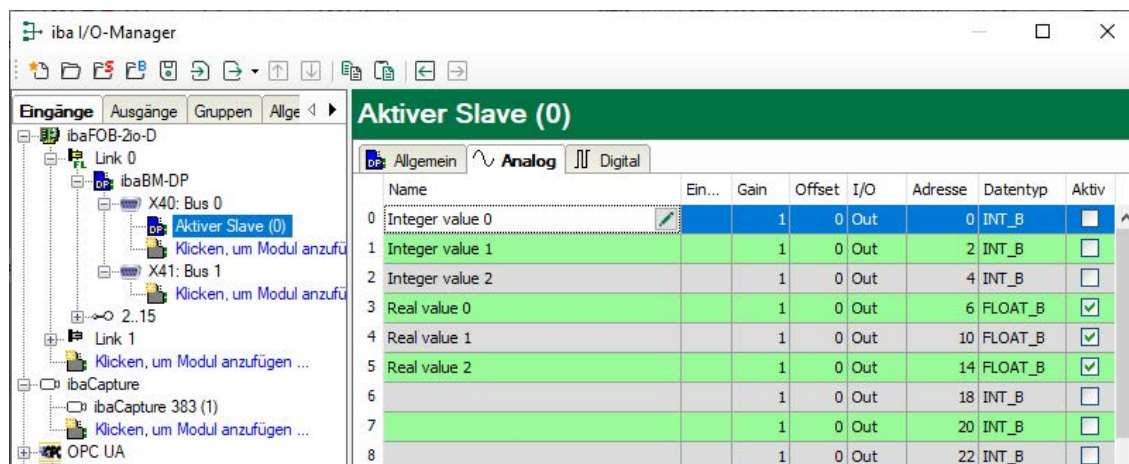 iba I/O-Manager
Eingänge Ausgänge Gruppen Allge
Aktiver Slave (0)
ibaFOB-2io-D
Link 0
ibaBM-DP
X40: Bus 0
Aktiver Slave (0)
Klicken, um Modul anzufü
X41: Bus 1
Klicken, um Modul anzufü
2..15
Link 1
Klicken, um Modul anzufügen ...
ibaCapture
ibaCapture 383 (1)
Klicken, um Modul anzufügen ...
OPC UA
Allgemein Analog Digital
Name Ein... Gain Offset I/O Adresse Datentyp Aktiv
0 Integer value 0 1 0 Out 0 INT_B
1 Integer value 1 1 0 Out 2 INT_B
2 Integer value 2 1 0 Out 4 INT_B
3 Real value 0 1 0 Out 6 FLOAT_B
4 Real value 1 1 0 Out 10 FLOAT_B
5 Real value 2 1 0 Out 14 FLOAT_B
6 1 0 Out 18 INT_B
7 1 0 Out 20 INT_B
8 1 0 Out 22 INT_B